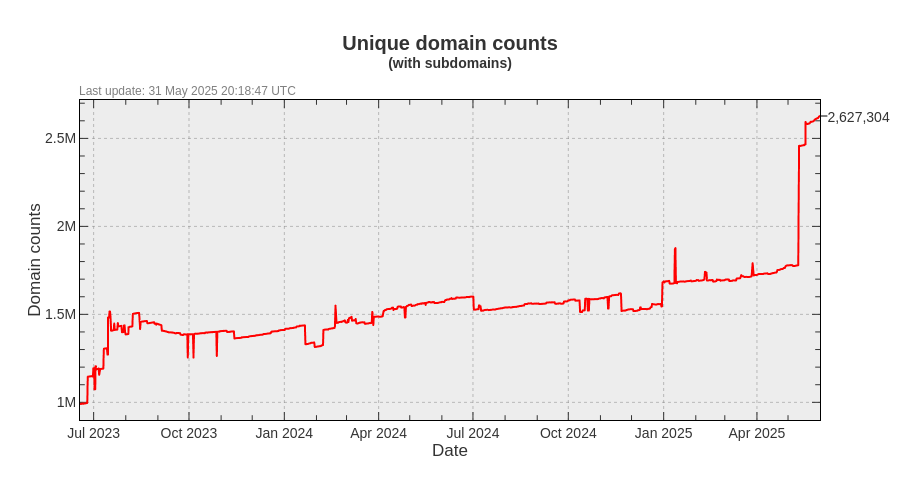 Unique domain counts
(with subdomains)
Last update: 31 May 2025 20:18:47 UTC
2,627,304
2.5M
2M
1.5M
1M
Domain counts
Jul 2023 Oct 2023 Jan 2024 Apr 2024 Jul 2024 Oct 2024 Jan 2025 Apr 2025
Date